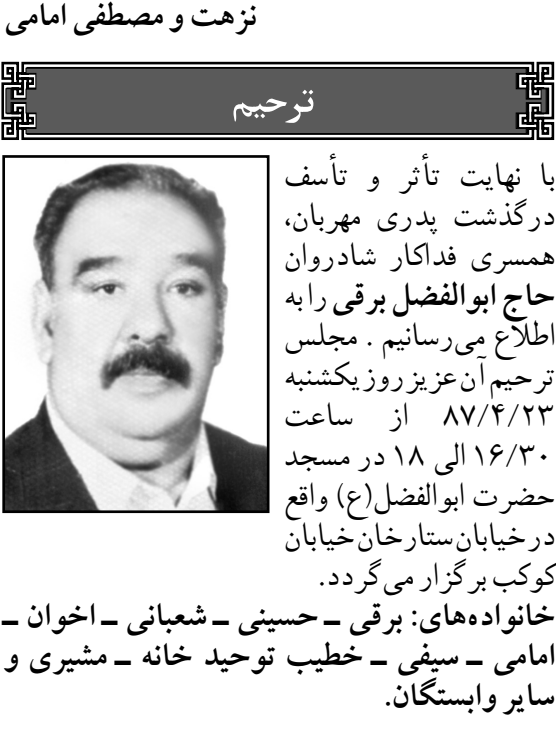 نزهت و مصطفی امامی
ترحیم
با نهایت تأثر و تأسف
درگذشت پدری مهربان،
همسری فداکار شادروان
حاج ابوالفضل برقی را به
اطلاع می‌رسانیم . مجلس
ترحیم آن عزیز روز یکشنبه
۸۷/۴/۲۳ از ساعت
۱۶/۳۰ الی ۱۸ در مسجد
حضرت ابوالفضل(ع) واقع
در خیابان ستارخان خیابان
کوکب برگزار می‌گردد.
خانواده‌های: برقی ـ حسینی ـ شعبانی ـ اخوان ـ
امامی ـ سیفی ـ خطیب توحید خانه ـ مشیری و
سایر وابستگان.